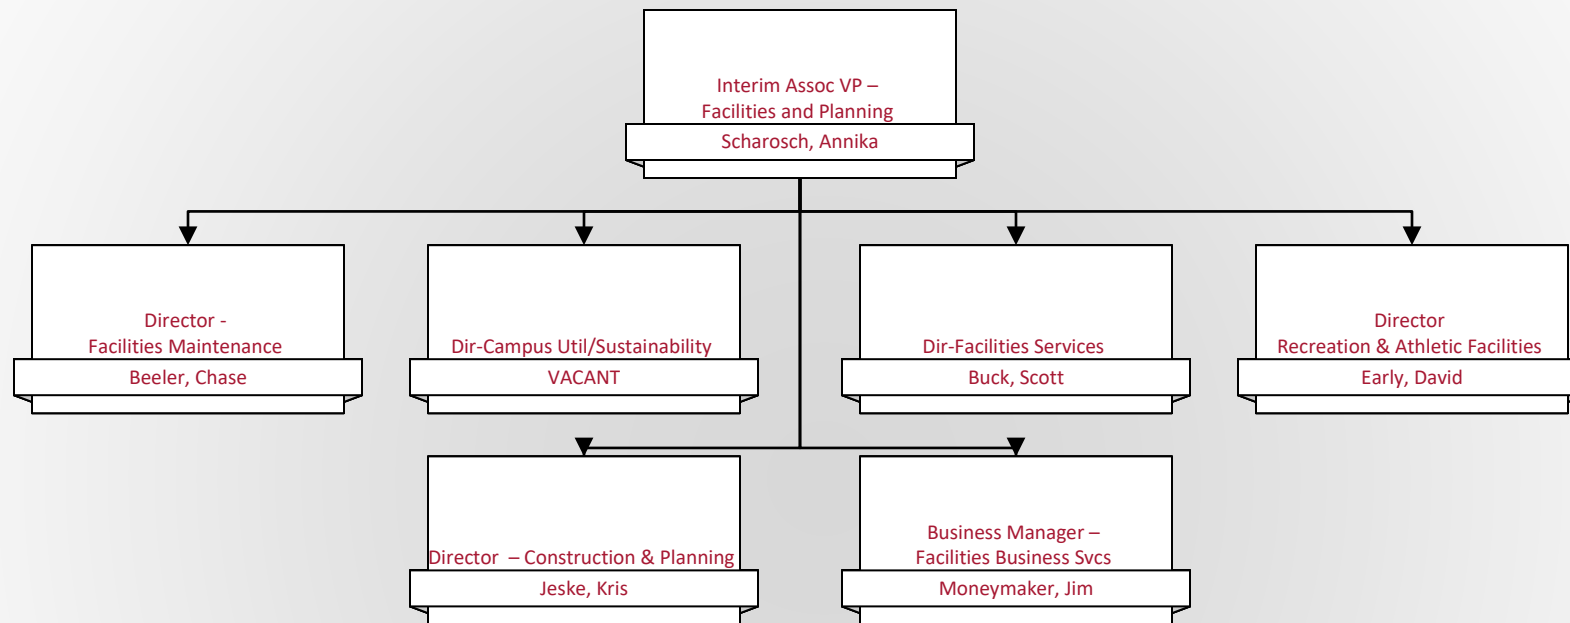 Interim Assoc VP –
Facilities and Planning
Scharosch, Annika
Director -
Facilities Maintenance
Beeler, Chase
Dir-Campus Util/Sustainability
VACANT
Dir-Facilities Services
Buck, Scott
Director
Recreation & Athletic Facilities
Early, David
Director – Construction & Planning
Jeske, Kris
Business Manager –
Facilities Business Svcs
Moneymaker, Jim